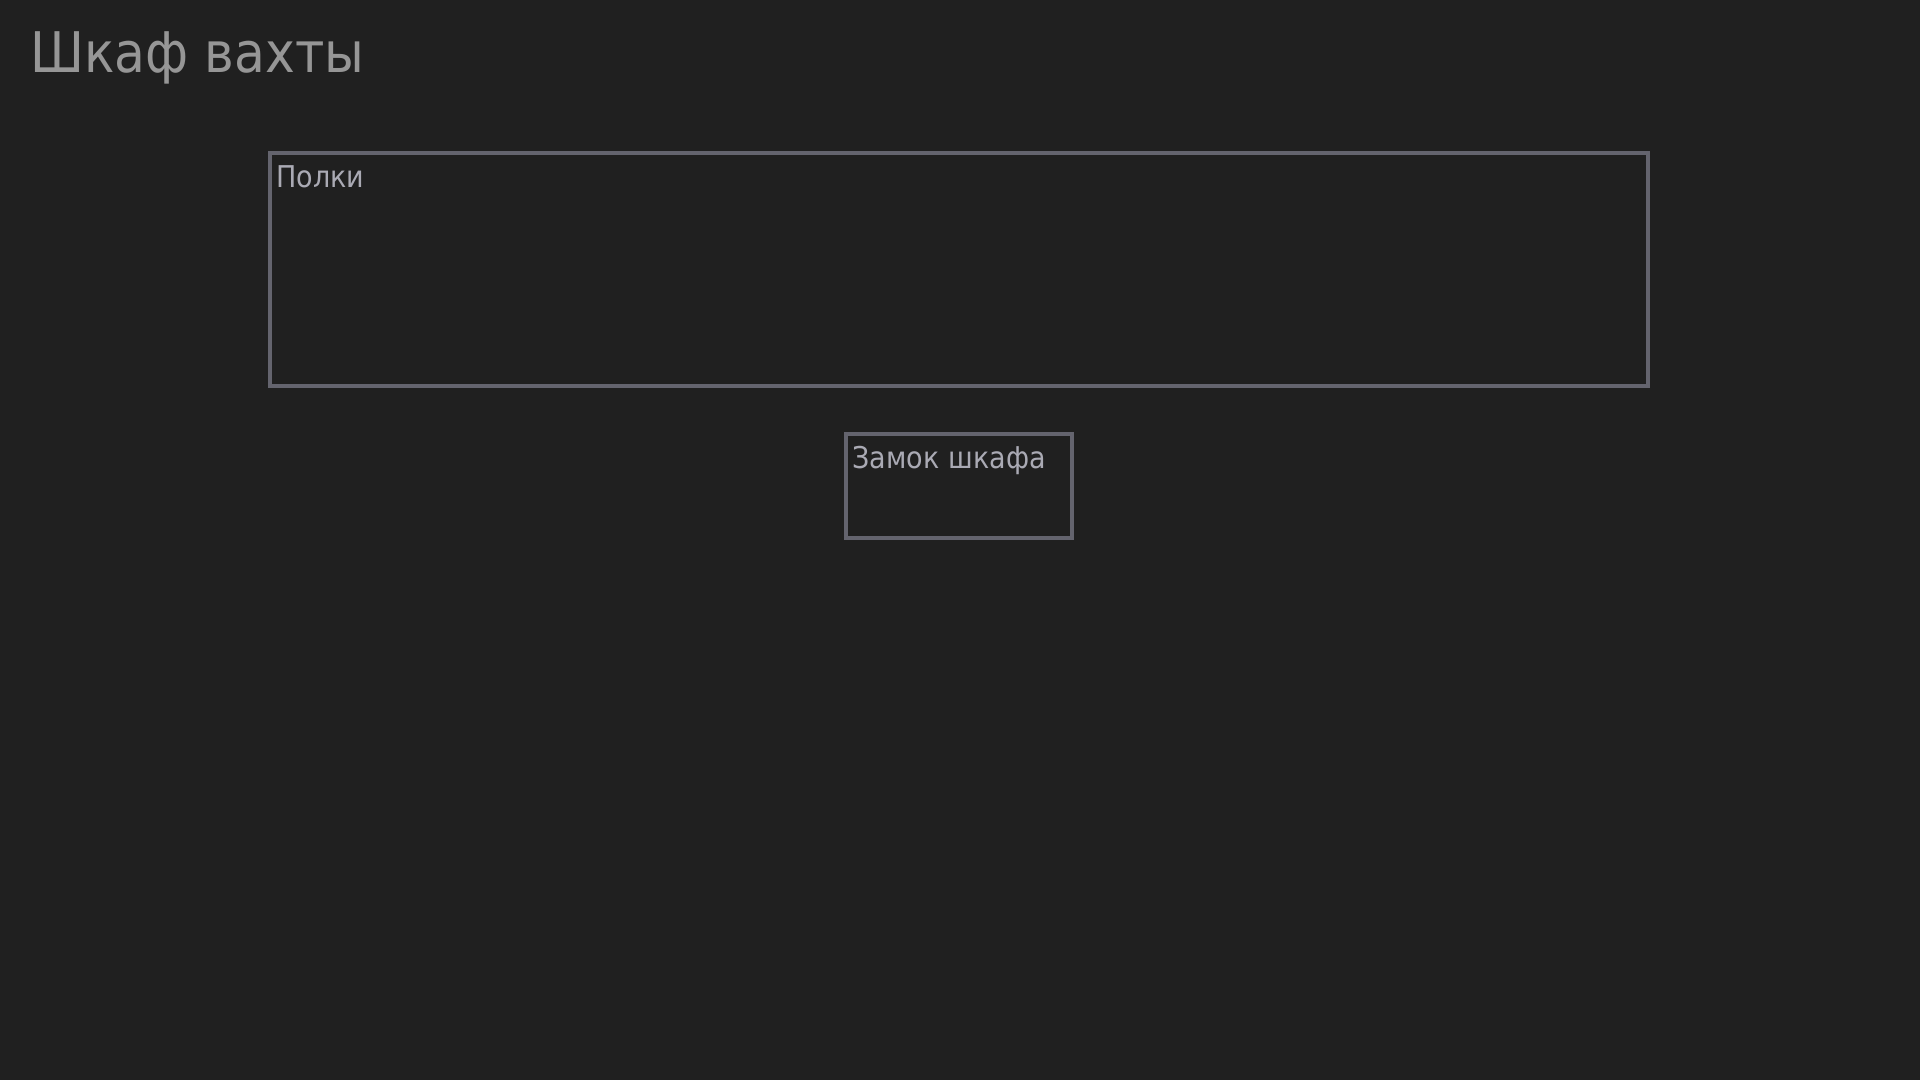 Шкаф вахты
Полки
Замок шкафа